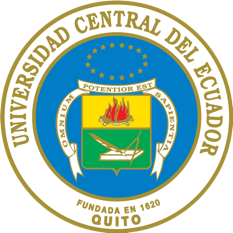 UNIVERSIDAD CENTRAL DEL ECUADOR
OMNIUM
POTENTIOR EST
SAPIENTIA
FUNDADA EN 1620
QUITO